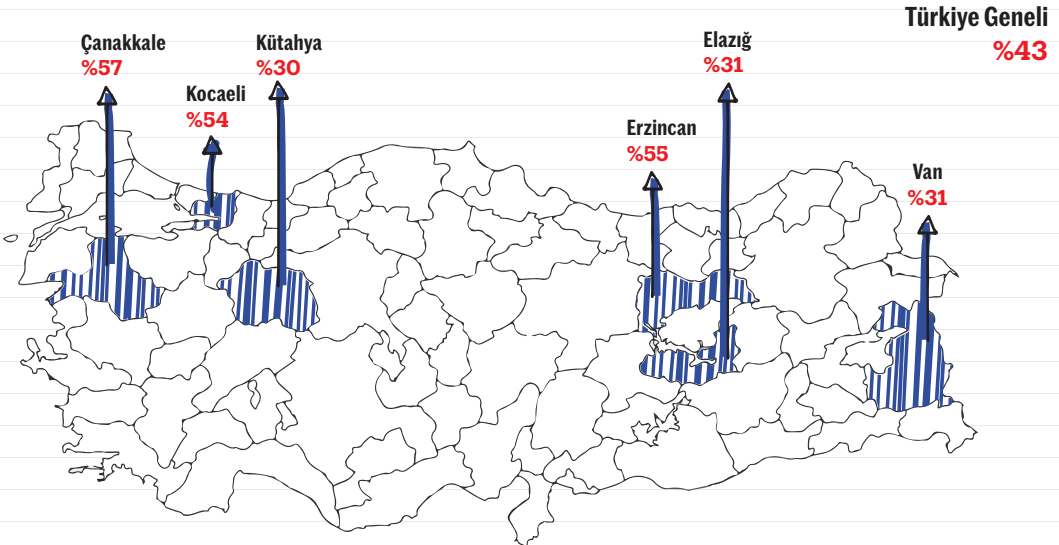 Türkiye Geneli
%43
Çanakkale
%57
Kütahya
%30
Kocaeli
%54
Elazığ
%31
Erzincan
%55
Van
%31